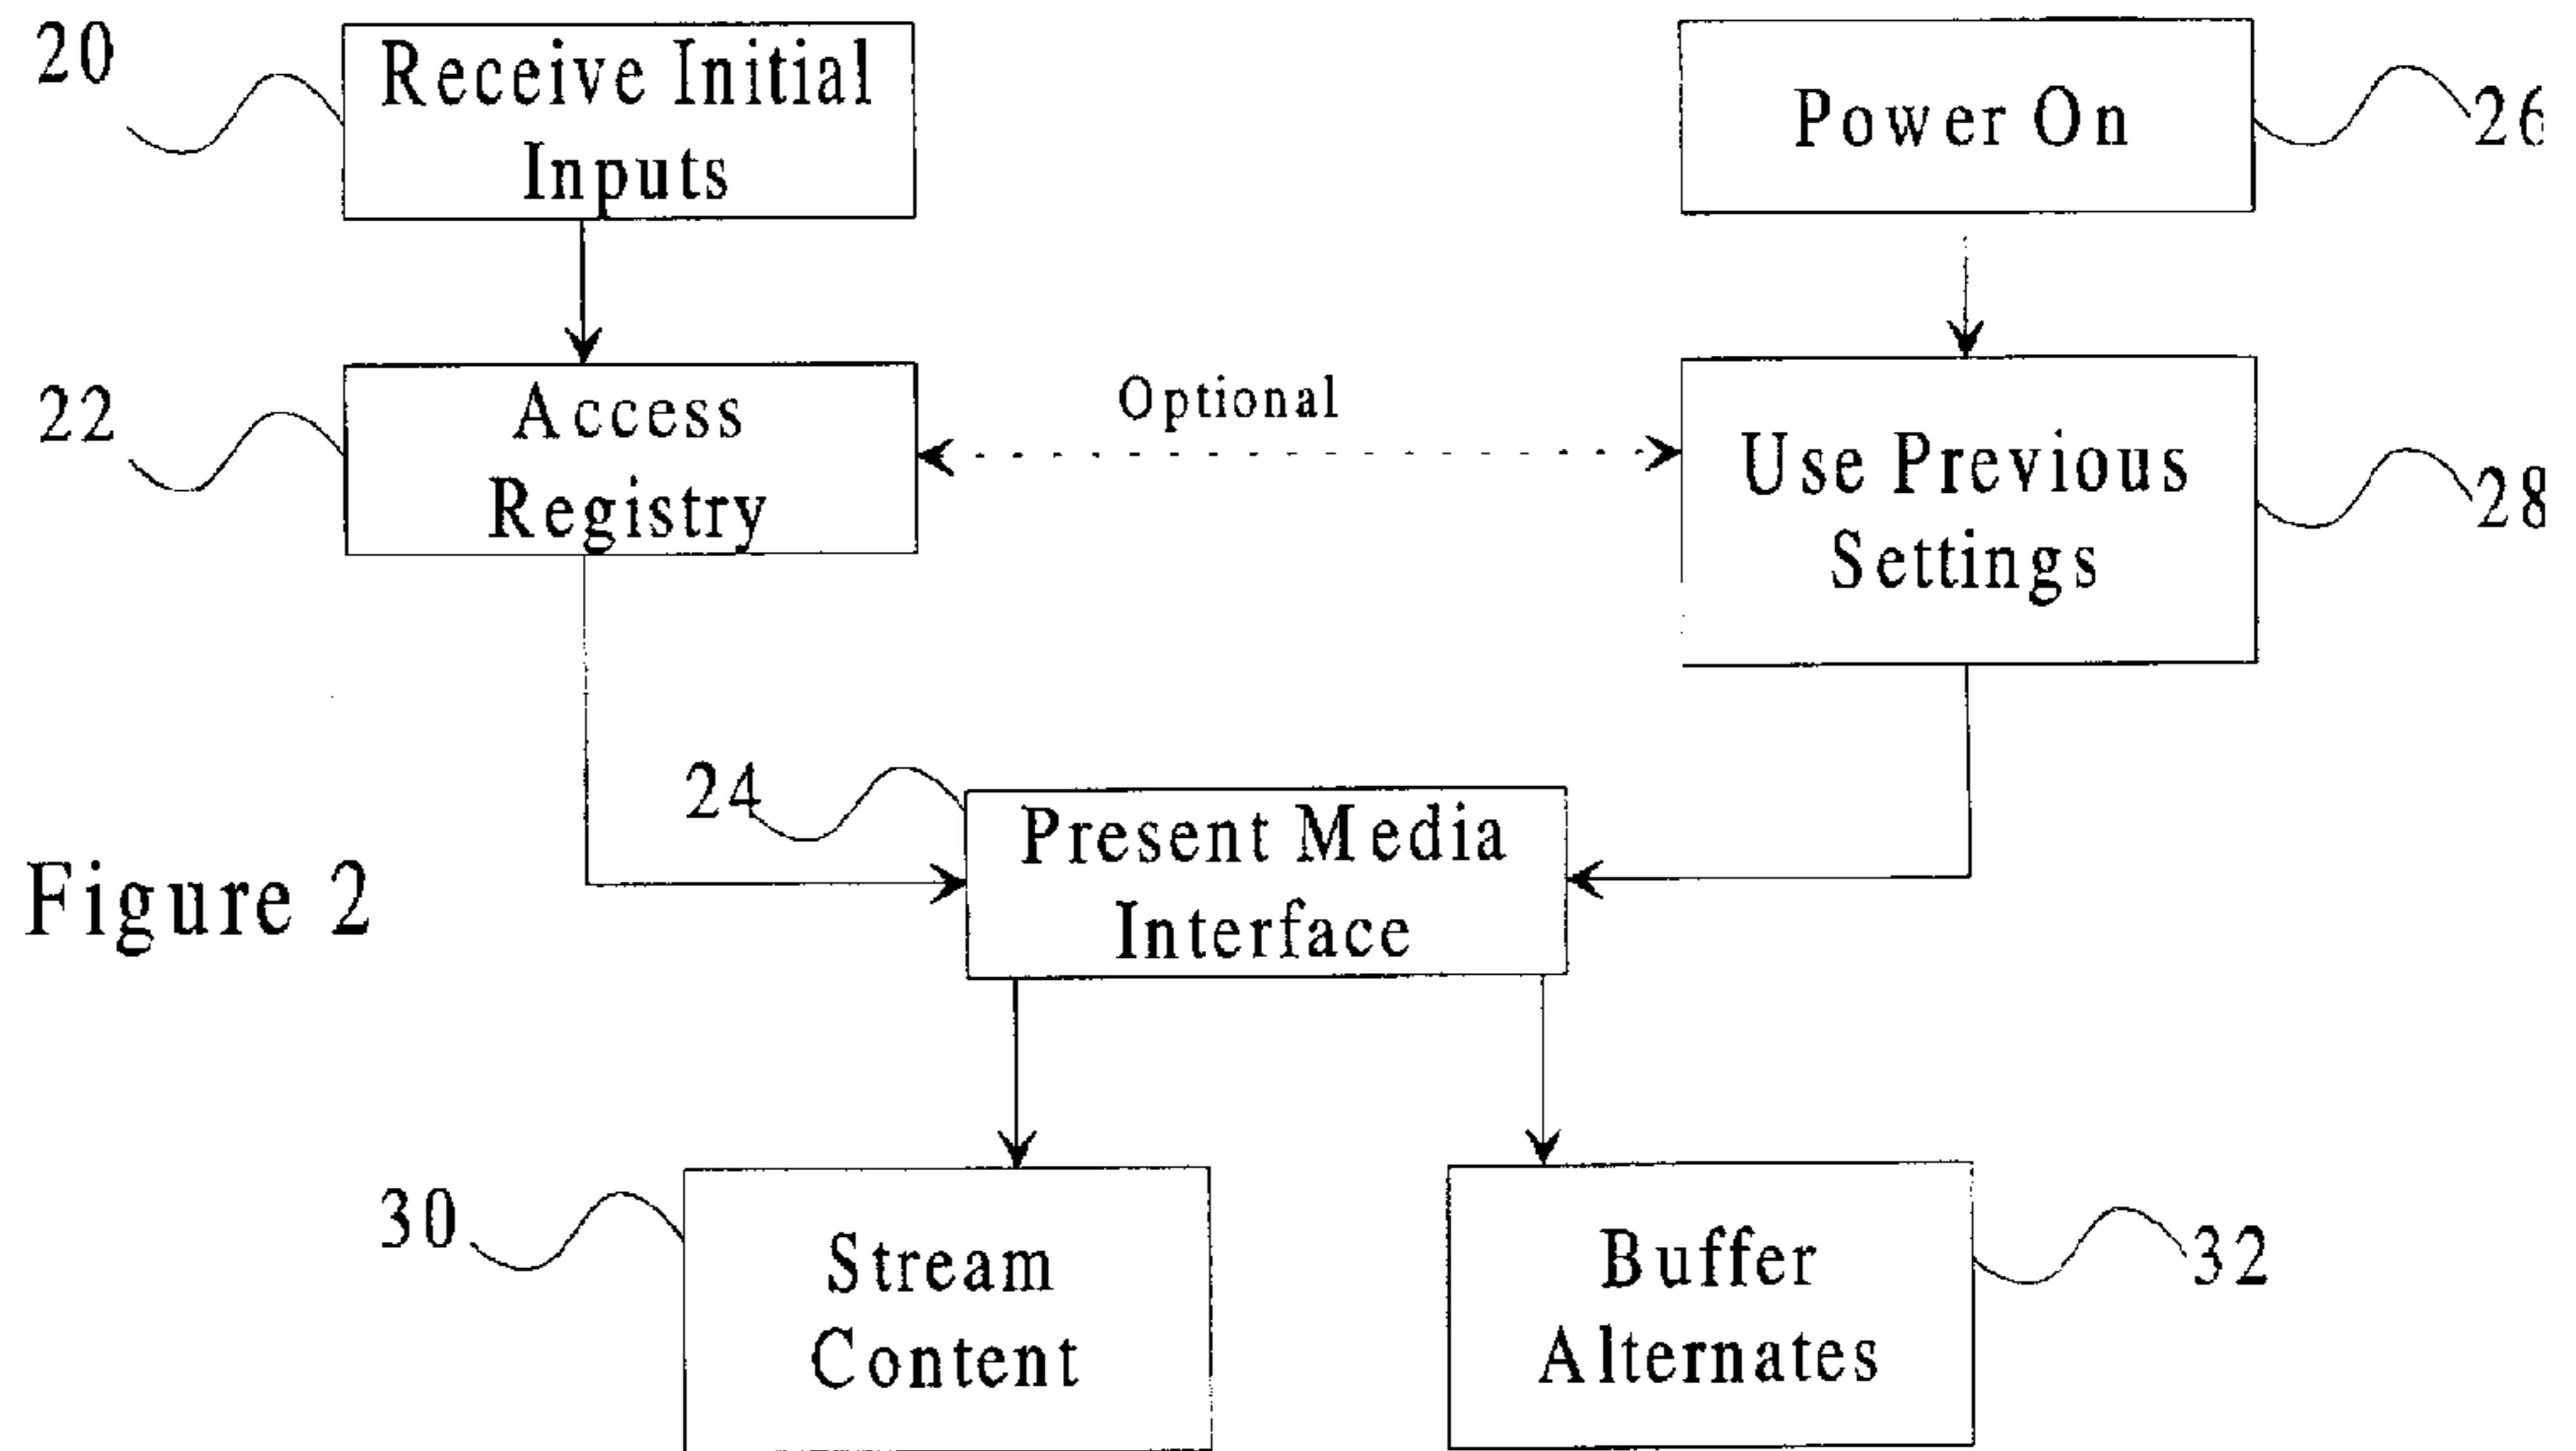 20
Receive Initial
Inputs
Power On
26
22
Access
Registry
Optional
Use Previous
Settings
28
24
Present Media
Interface
Figure 2
30
Stream
Content
Buffer
Alternates
32